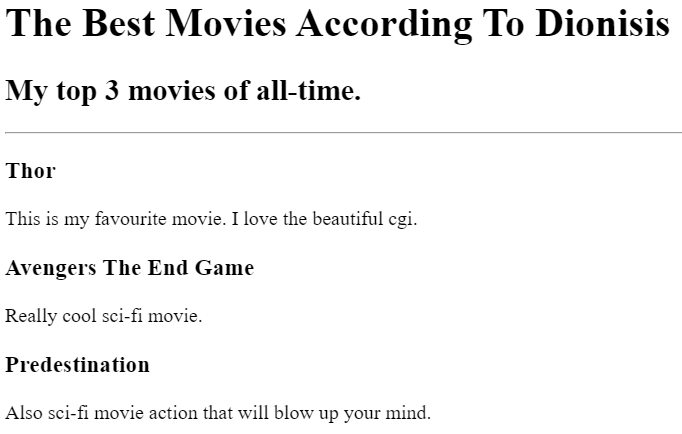 The Best Movies According To Dionisis
My top 3 movies of all-time.
Thor
This is my favourite movie. I love the beautiful cgi.
Avengers The End Game
Really cool sci-fi movie.
Predestination
Also sci-fi movie action that will blow up your mind.